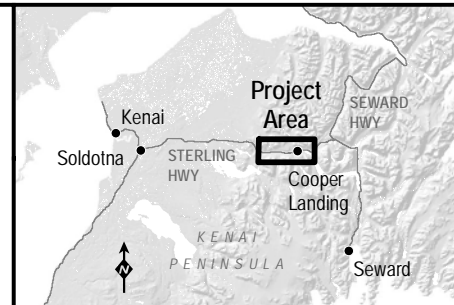 Project
Area
SEWARD
HWY
Kenai
Soldotna
STERLING
HWY
Cooper
Landing
KENAI
PENINSULA
N
Seward